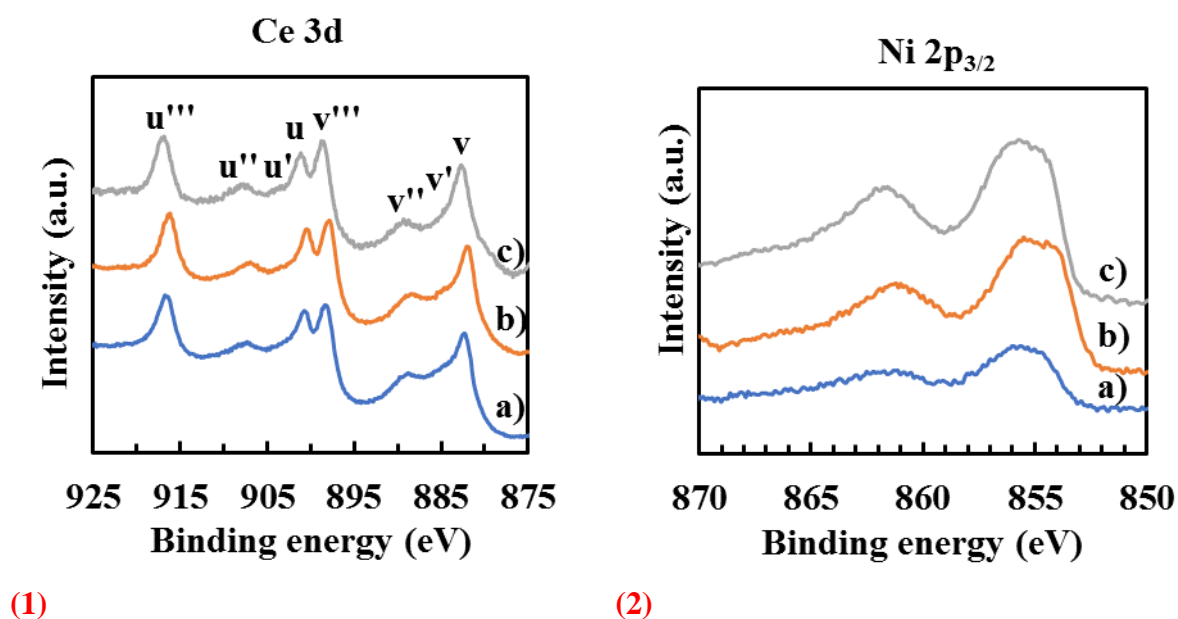 Ce 3d
u'''
u''
u'
u
v'''
v''
v'
v
c)
b)
a)
Intensity (a.u.)
925 915 905 895 885 875
Binding energy (eV)
(1)
Ni 2p3/2
c)
b)
a)
Intensity (a.u.)
870 865 860 855 850
Binding energy (eV)
(2)